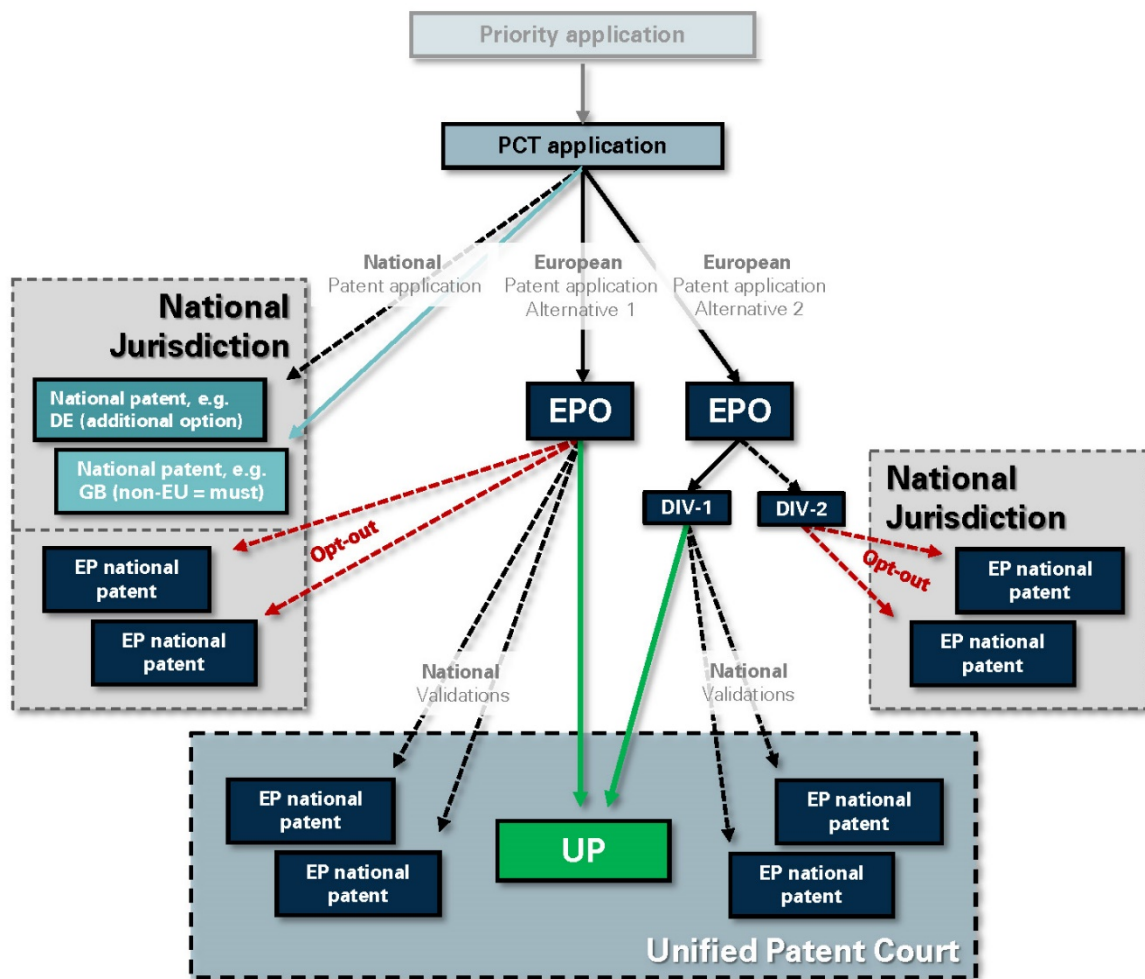 Priority application
PCT application
National
Patent application
European
Patent application
Alternative 1
European
Patent application
Alternative 2
National
Jurisdiction
National patent, e.g.
DE (additional option)
National patent, e.g.
GB (non-EU = must)
EPO
EPO
DIV-1
DIV-2
National
Jurisdiction
Opt-out
EP national
patent
EP national
patent
Opt-out
EP national
patent
EP national
patent
National
Validations
National
Validations
EP national
patent
EP national
patent
UP
EP national
patent
EP national
patent
Unified Patent Court